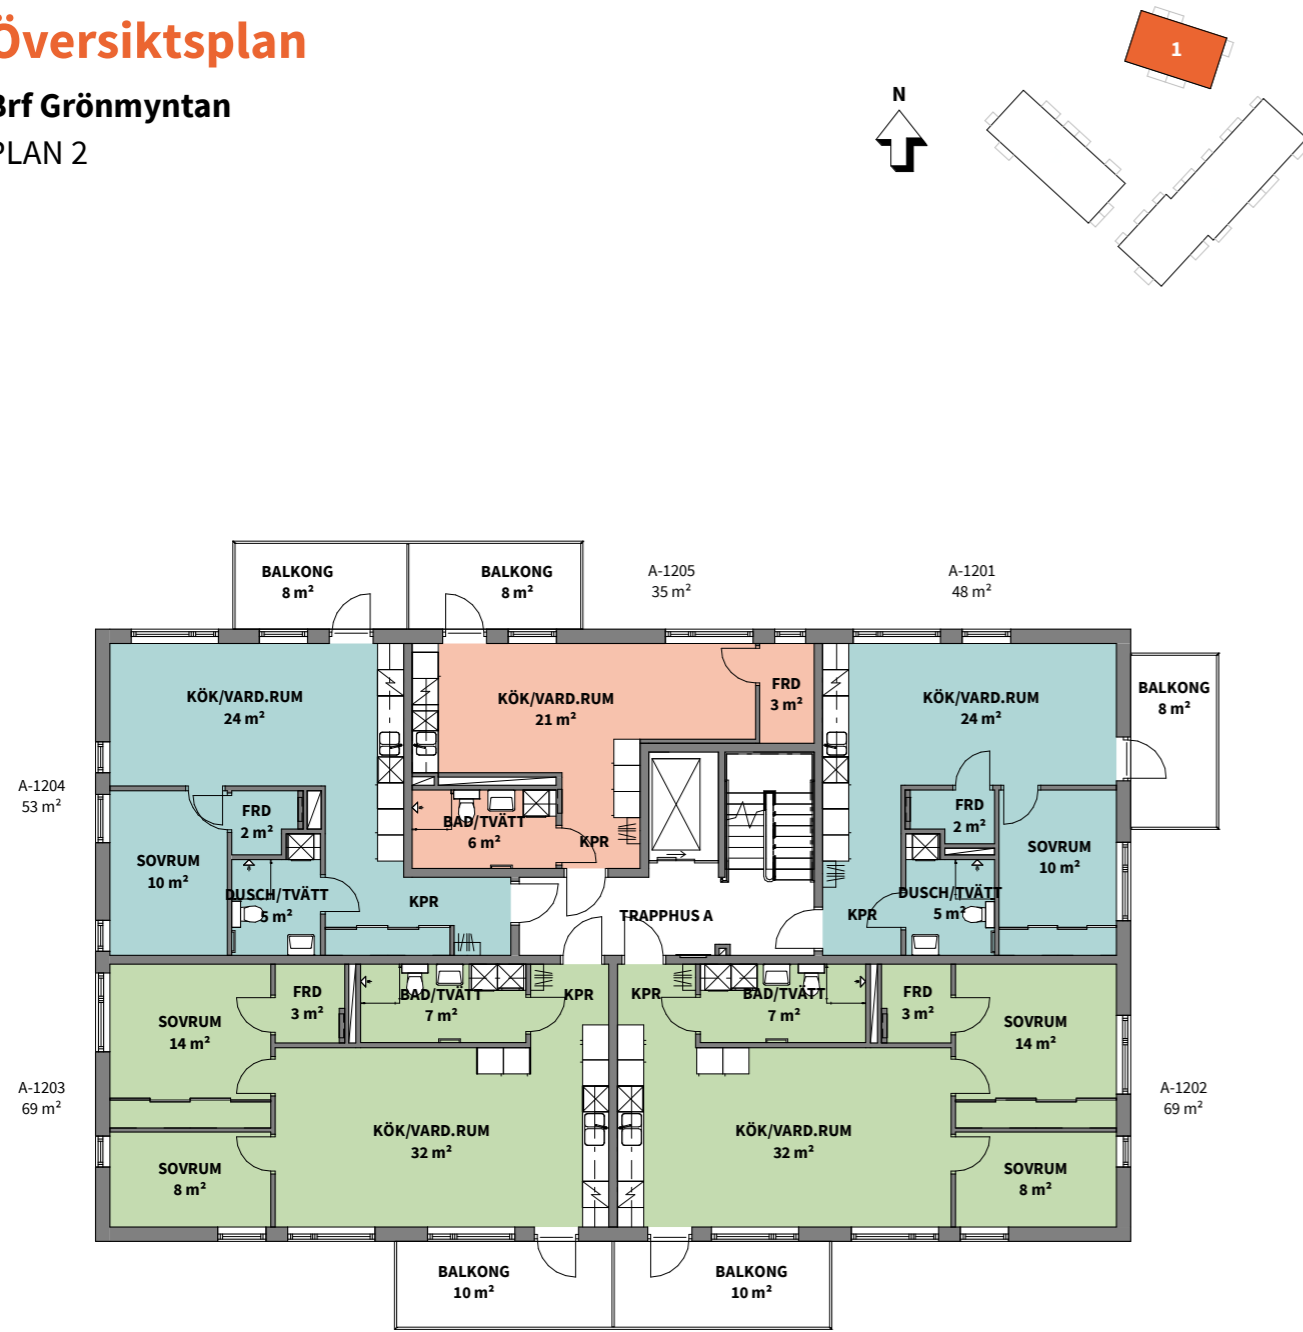 Översiktsplan
Brf Grönmyntan
PLAN 2
1
N
BALKONG
8 m²
BALKONG
8 m²
A-1205
35 m²
A-1201
48 m²
KÖK/VARD.RUM
24 m²
KÖK/VARD.RUM
21 m²
FRD
3 m²
KÖK/VARD.RUM
24 m²
BALKONG
8 m²
A-1204
53 m²
FRD
2 m²
SOVRUM
10 m²
DUSCH/TVÄTT
5 m²
KPR
BAD/TVÄTT
6 m²
KPR
TRAPPHUS A
KPR
FRD
2 m²
DUSCH/TVÄTT
5 m²
SOVRUM
10 m²
SOVRUM
14 m²
FRD
3 m²
BAD/TVÄTT
7 m²
KPR
KPR
BAD/TVÄTT
7 m²
FRD
3 m²
SOVRUM
14 m²
A-1203
69 m²
A-1202
69 m²
KÖK/VARD.RUM
32 m²
KÖK/VARD.RUM
32 m²
SOVRUM
8 m²
SOVRUM
8 m²
BALKONG
10 m²
BALKONG
10 m²